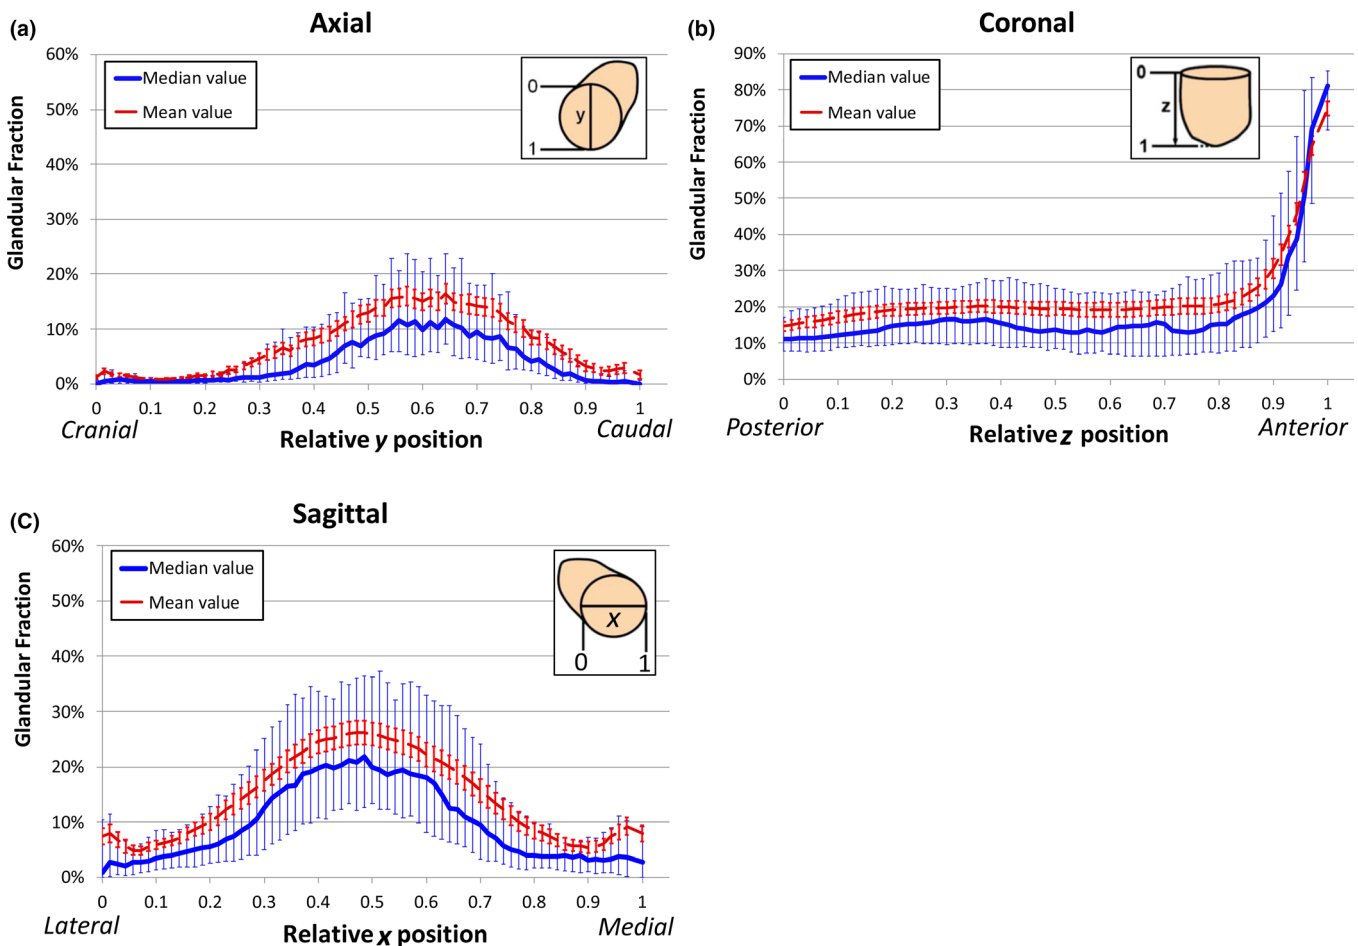 (a)
Axial
60%
50%
40%
30%
20%
10%
0%
Glandular Fraction
Median value
Mean value
0
y
1
0 0.1 0.2 0.3 0.4 0.5 0.6 0.7 0.8 0.9 1
Cranial
Relative y position
Caudal
(b)
Coronal
90%
80%
70%
60%
50%
40%
30%
20%
10%
0%
Glandular Fraction
Median value
Mean value
0
z
1
0 0.1 0.2 0.3 0.4 0.5 0.6 0.7 0.8 0.9 1
Posterior
Relative z position
Anterior
(C)
Sagittal
60%
50%
40%
30%
20%
10%
0%
Glandular Fraction
Median value
Mean value
x
0 1
0 0.1 0.2 0.3 0.4 0.5 0.6 0.7 0.8 0.9 1
Lateral
Relative x position
Medial